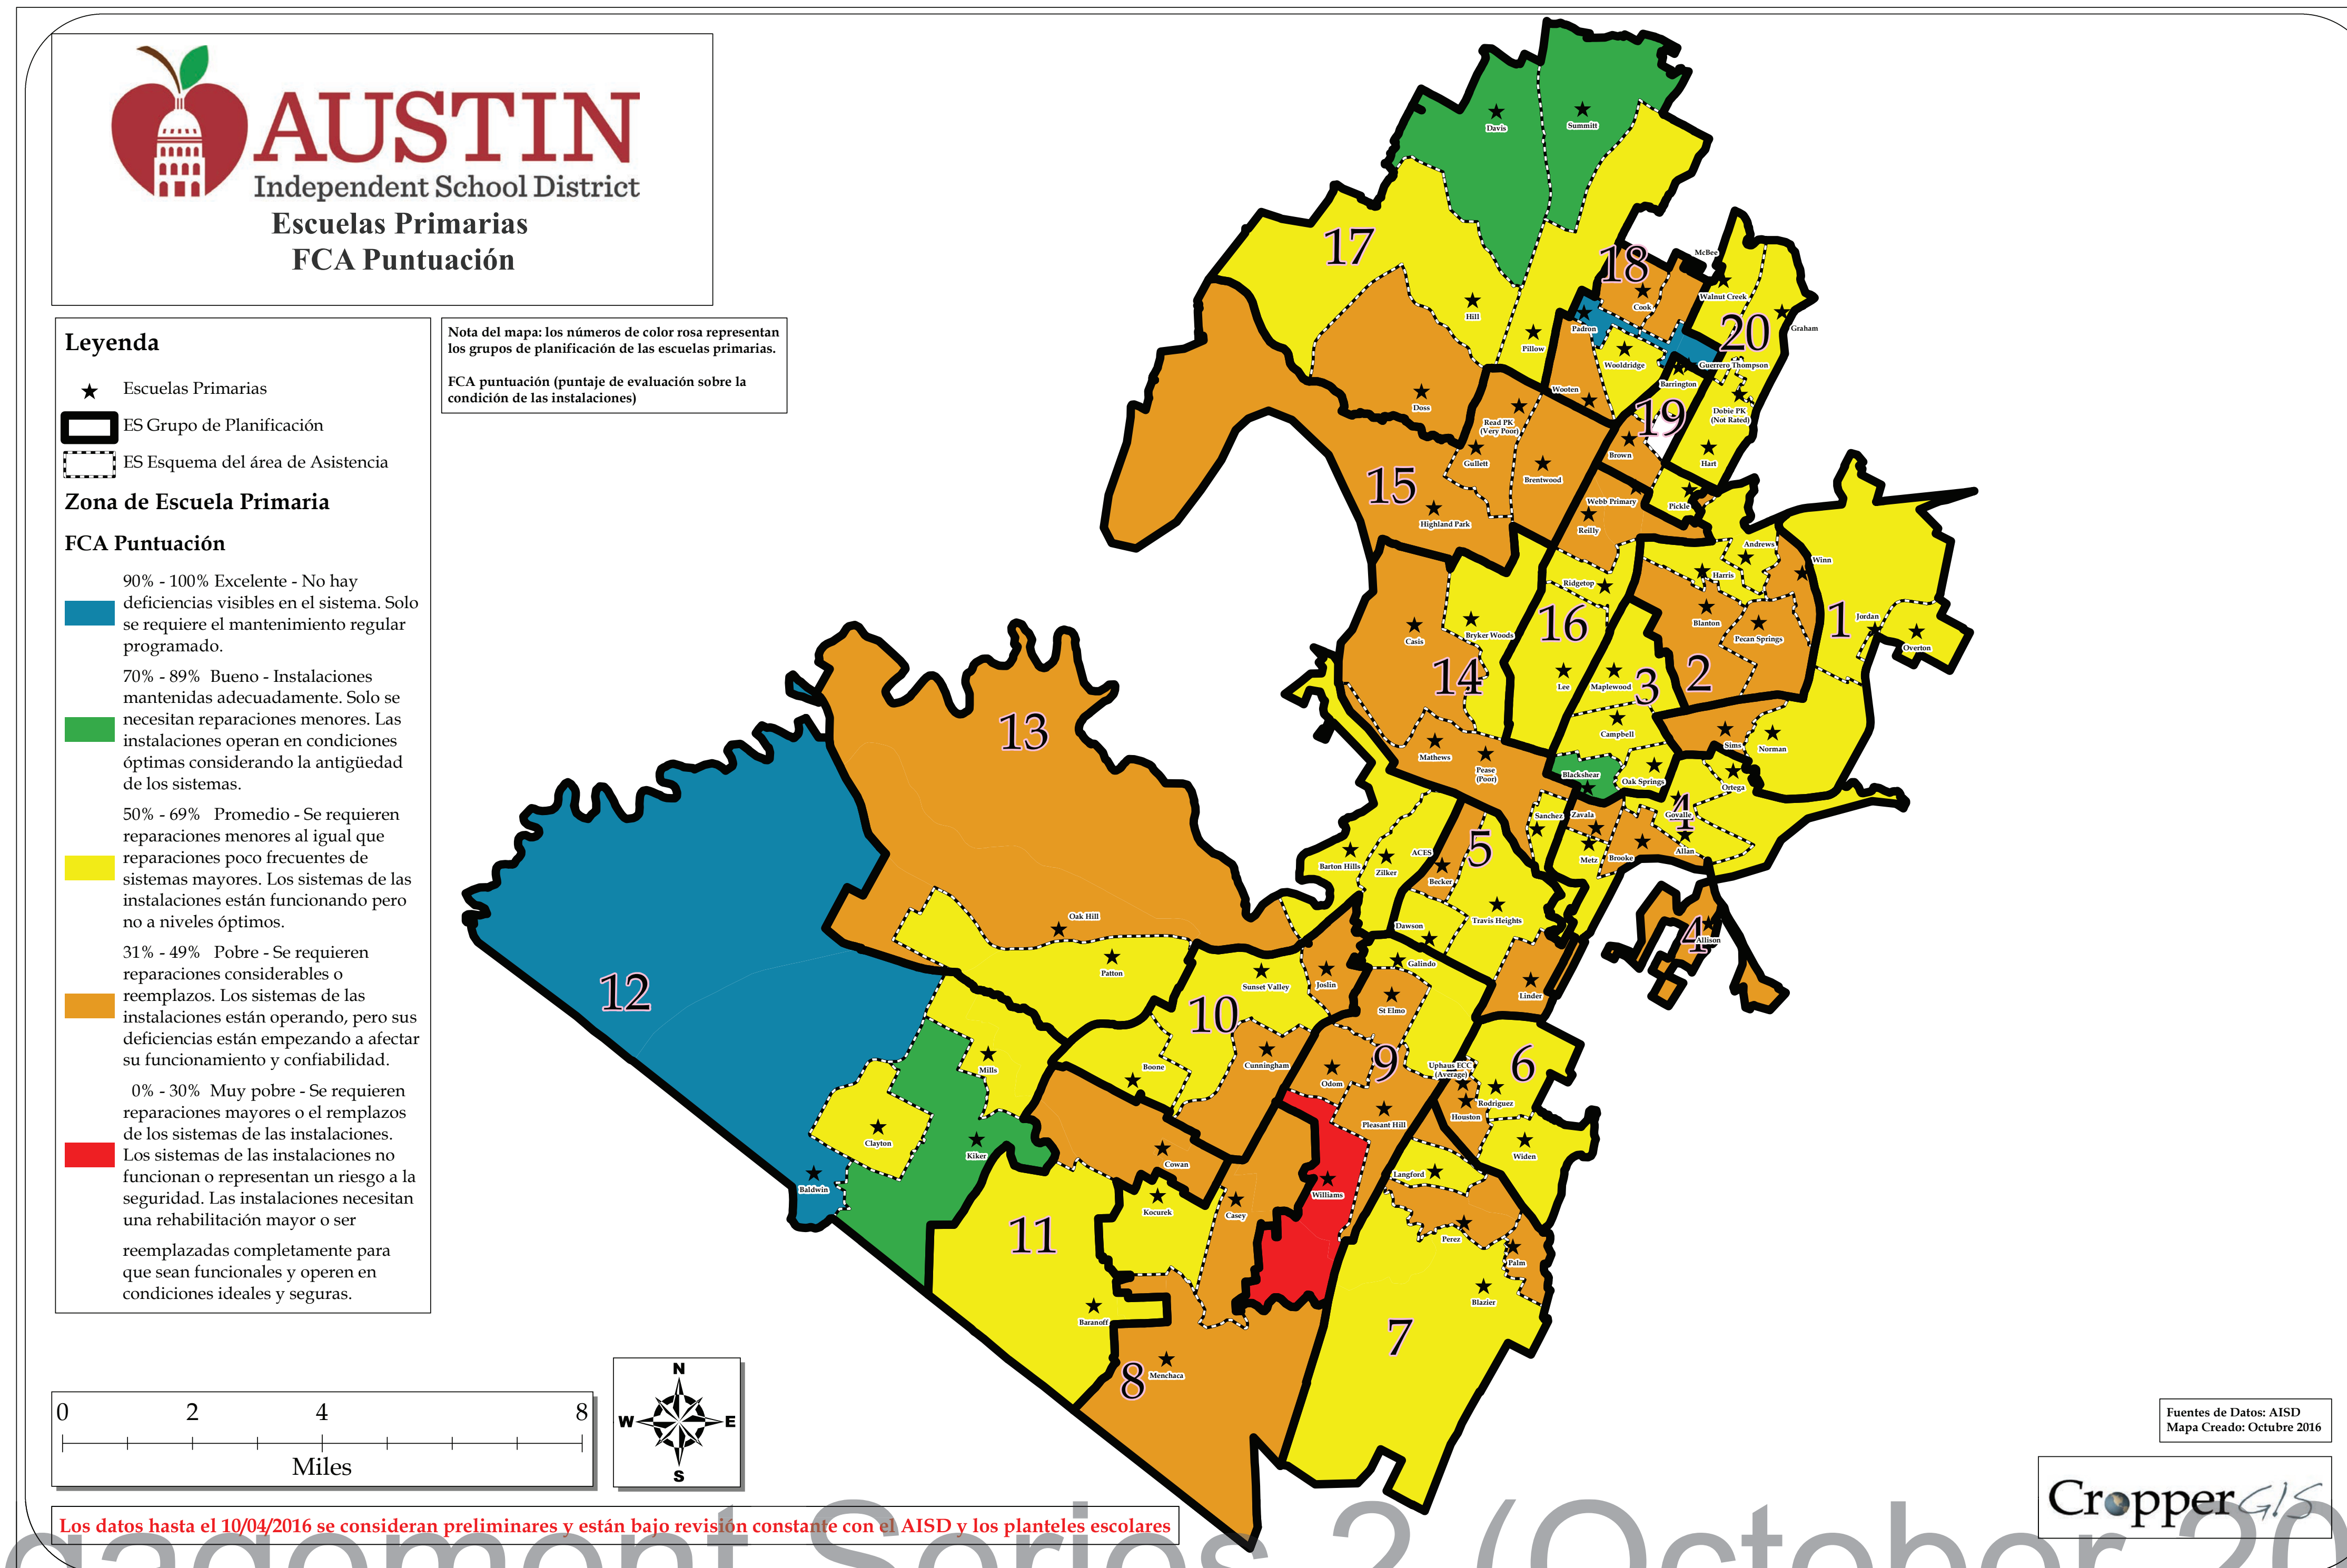 AUSTIN
Independent School District
Escuelas Primarias
FCA Puntuación
Leyenda
Escuelas Primarias
ES Grupo de Planificación
ES Esquema del área de Asistencia
Zona de Escuela Primaria
FCA Puntuación
90% - 100% Excelente - No hay
deficiencias visibles en el sistema. Solo
se requiere el mantenimiento regular
programado.
70% - 89% Bueno - Instalaciones
mantenidas adecuadamente. Solo se
necesitan reparaciones menores. Las
instalaciones operan en condiciones
óptimas considerando la antigüedad
de los sistemas.
50% - 69% Promedio - Se requieren
reparaciones menores al igual que
reparaciones poco frecuentes de
sistemas mayores. Los sistemas de las
instalaciones están funcionando pero
no a niveles óptimos.
31% - 49% Pobre - Se requieren
reparaciones considerables o
reemplazos. Los sistemas de las
instalaciones están operando, pero sus
deficiencias están empezando a afectar
su funcionamiento y confiabilidad.
0% - 30% Muy pobre - Se requieren
reparaciones mayores o el remplazos
de los sistemas de las instalaciones.
Los sistemas de las instalaciones no
funcionan o representan un riesgo a la
seguridad. Las instalaciones necesitan
una rehabilitación mayor o ser
reemplazadas completamente para
que sean funcionales y operen en
condiciones ideales y seguras.
Nota del mapa: los números de color rosa representan
los grupos de planificación de las escuelas primarias.
FCA puntuación (puntaje de evaluación sobre la
condición de las instalaciones)
Davis
Summitt
17
18
McBee
Walnut Creek
Cook
Hill
Padron
20
Graham
Pillow
Wooldridge
Guerrero Thompson
Barrington
Wooten
Doss
19
Dobie PK
(Not Rated)
Read PK
(Very Poor)
Brown
Gullett
Hart
Brentwood
15
Webb Primary
Pickle
Highland Park
Reilly
Andrews
Winn
Harris
Ridgetop
1
Jordan
Blanton
16
Bryker Woods
Casis
Pecan Springs
Overton
14
Lee
Maplewood
3
2
13
Campbell
Sims
Norman
Mathews
Pease
(Poor)
Blackshear
Oak Springs
Ortega
4
Govalle
Sanchez
Zavala
5
ACES
Allan
Metz
Brooke
Barton Hills
Zilker
Becker
Oak Hill
Travis Heights
Dawson
4
Allison
Patton
Galindo
Sunset Valley
Joslin
12
Linder
10
St Elmo
Mills
Boone
Cunningham
9
Uphaus ECC
(Average)
6
Odom
Rodriguez
Houston
Pleasant Hill
Clayton
Kiker
Cowan
Widen
Langford
Baldwin
Williams
Kocurek
Casey
11
Perez
Palm
Blazier
Baranoff
7
8
Menchaca
0 2 4 8
Miles
N
W E
S
Fuentes de Datos: AISD
Mapa Creado: Octubre 2016
Cropper GIS
Los datos hasta el 10/04/2016 se consideran preliminares y están bajo revisión constante con el AISD y los planteles escolares
gagement Series 2 (October 20